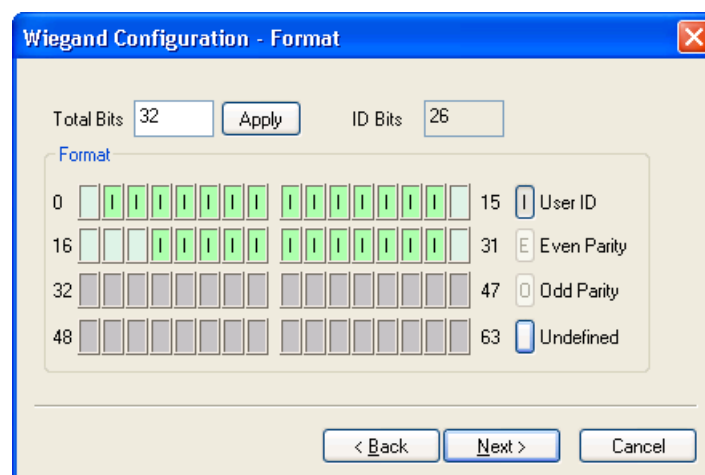 Wiegand Configuration - Format
Total Bits 32 Apply ID Bits 26
Format
0 I I I I I I I I I I I I I I 15 I User ID
16 I I I I I I I I I I I I 31 E Even Parity
32 47 O Odd Parity
48 63 Undefined
< Back Next > Cancel